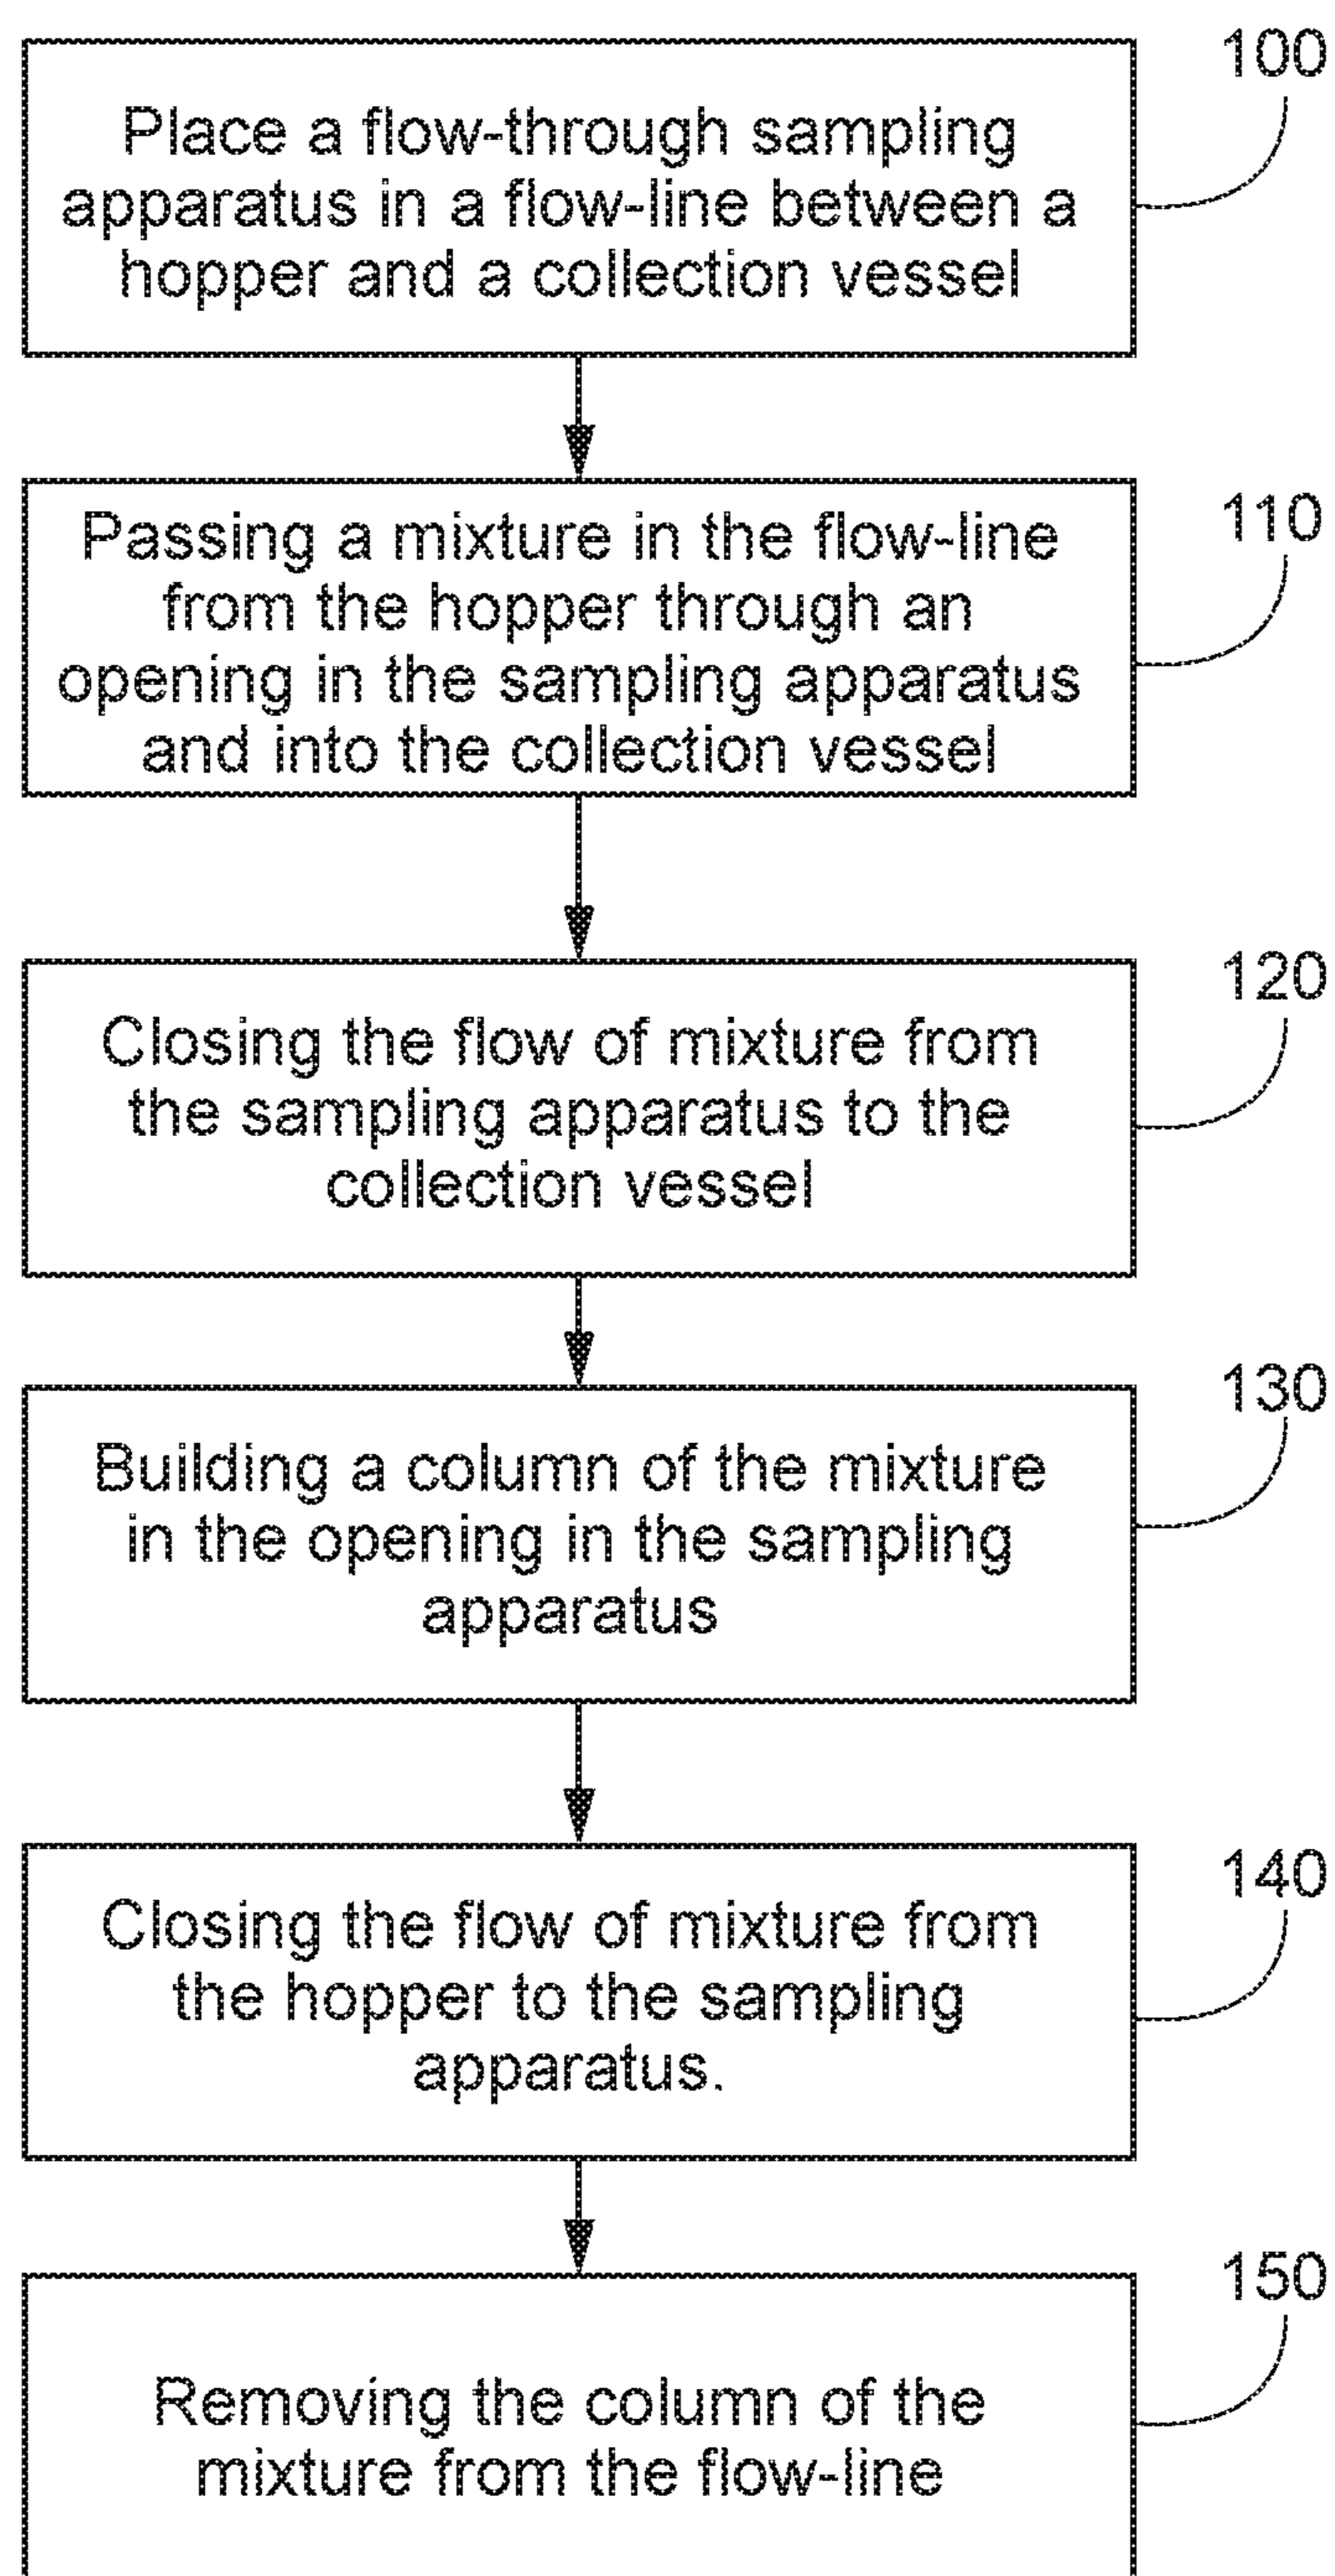 100
Place a flow-through sampling
apparatus in a flow-line between a
hopper and a collection vessel
110
Passing a mixture in the flow-line
from the hopper through an
opening in the sampling apparatus
and into the collection vessel
120
Closing the flow of mixture from
the sampling apparatus to the
collection vessel
130
Building a column of the mixture
in the opening in the sampling
apparatus
140
Closing the flow of mixture from
the hopper to the sampling
apparatus.
150
Removing the column of the
mixture from the flow-line